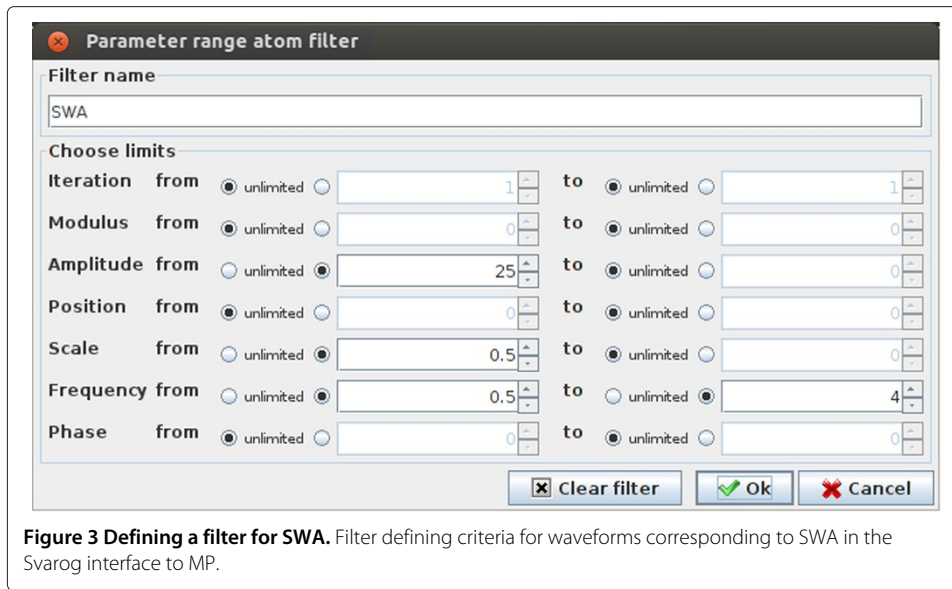 Parameter range atom filter
Filter name
SWA
Choose limits
Iteration from unlimited 1 to unlimited 1
Modulus from unlimited 0 to unlimited 0
Amplitude from unlimited 25 to unlimited 0
Position from unlimited 0 to unlimited 0
Scale from unlimited 0.5 to unlimited 0
Frequency from unlimited 0.5 to unlimited 4
Phase from unlimited 0 to unlimited 0
Clear filter Ok Cancel
Figure 3 Defining a filter for SWA. Filter defining criteria for waveforms corresponding to SWA in the
Svarog interface to MP.